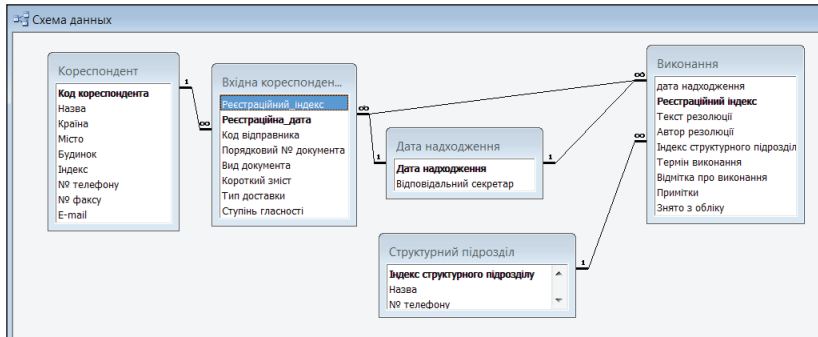 Схема данных
Кореспондент
Код кореспондента
Назва
Країна
Місто
Будинок
Індекс
№ телефону
№ факсу
E-mail
1
∞
Вхідна кореспонден...
Реєстраційний_індекс
Реєстраційна_дата
Код відправника
Порядковий № документа
Вид документа
Короткий зміст
Тип доставки
Ступінь гласності
∞
1
Дата надходження
Дата надходження
Відповідальний секретар
1
∞
Виконання
дата надходження
Реєстраційний індекс
Текст резолюції
Автор резолюції
Індекс структурного підрозділ
Термін виконання
Відмітка про виконання
Примітки
Знято з обліку
∞
Структурний підрозділ
Індекс структурного підрозділу
Назва
№ телефону
1